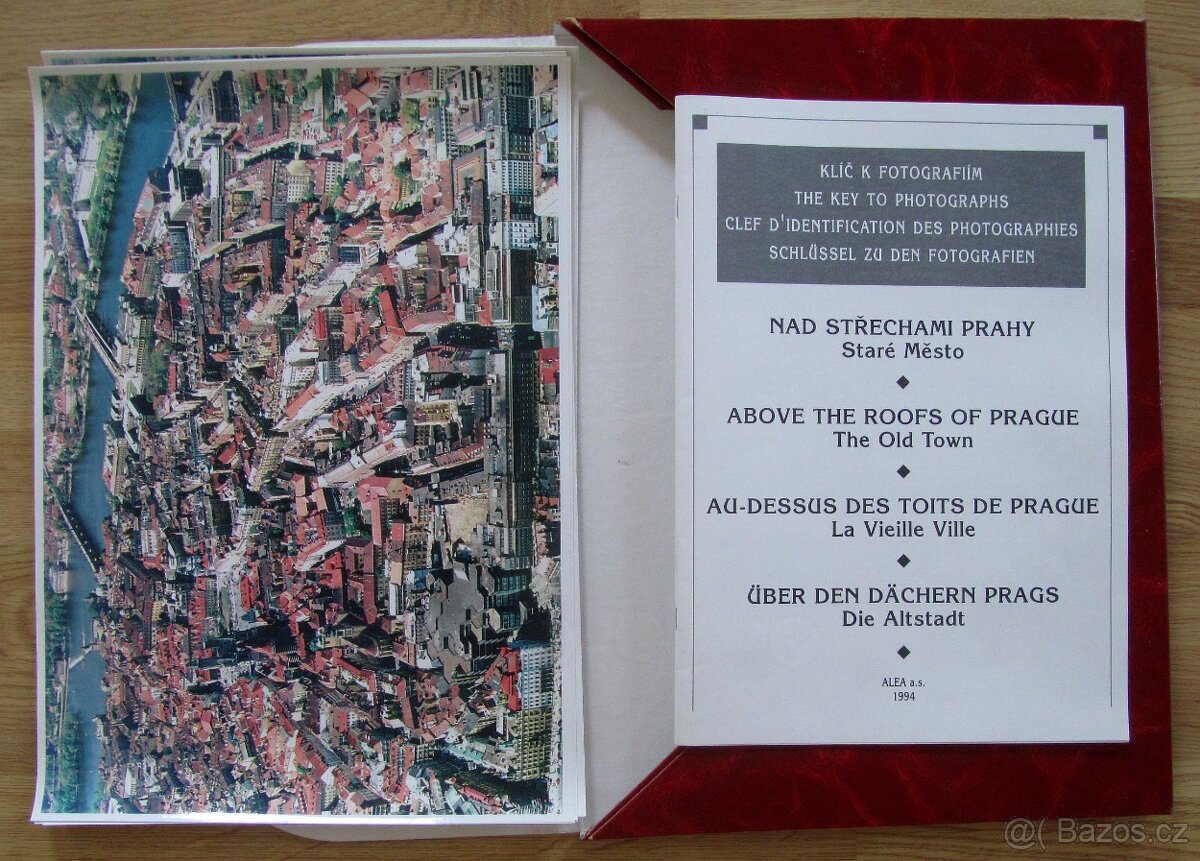 KLÍČ K FOTOGRAFIÍM
THE KEY TO PHOTOGRAPHS
CLEF D'IDENTIFICATION DES PHOTOGRAPHIES
SCHLÜSSEL ZU DEN FOTOGRAFIEN
NAD STŘECHAMI PRAHY
Staré Město
ABOVE THE ROOFS OF PRAGUE
The Old Town
AU-DESSUS DES TOITS DE PRAGUE
La Vieille Ville
ÜBER DEN DÄCHERN PRAGS
Die Altstadt
ALEA a.s.
1994
@( Bazos.cz